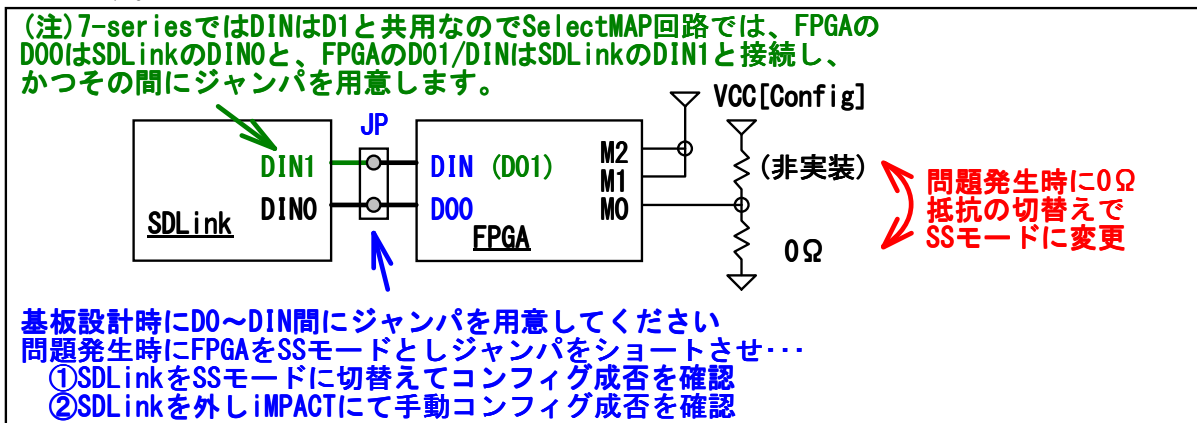 (注)7-seriesではDINはD1と共用なのでSelectMAP回路では、FPGAの
D00はSDLinkのDIN0と、FPGAのD01/DINはSDLinkのDIN1と接続し、
かつその間にジャンパを用意します。
VCC[Config]
JP
DIN1
DIN (D01)
M2
(非実装)
M1
DIN0
D00
M0
SDLink
FPGA
0Ω
問題発生時に0Ω
抵抗の切替えで
SSモードに変更
基板設計時にD0～DIN間にジャンパを用意してください
問題発生時にFPGAをSSモードとしジャンパをショートさせ･･･
①SDLinkをSSモードに切替えてコンフィグ成否を確認
②SDLinkを外しiMPACTにて手動コンフィグ成否を確認